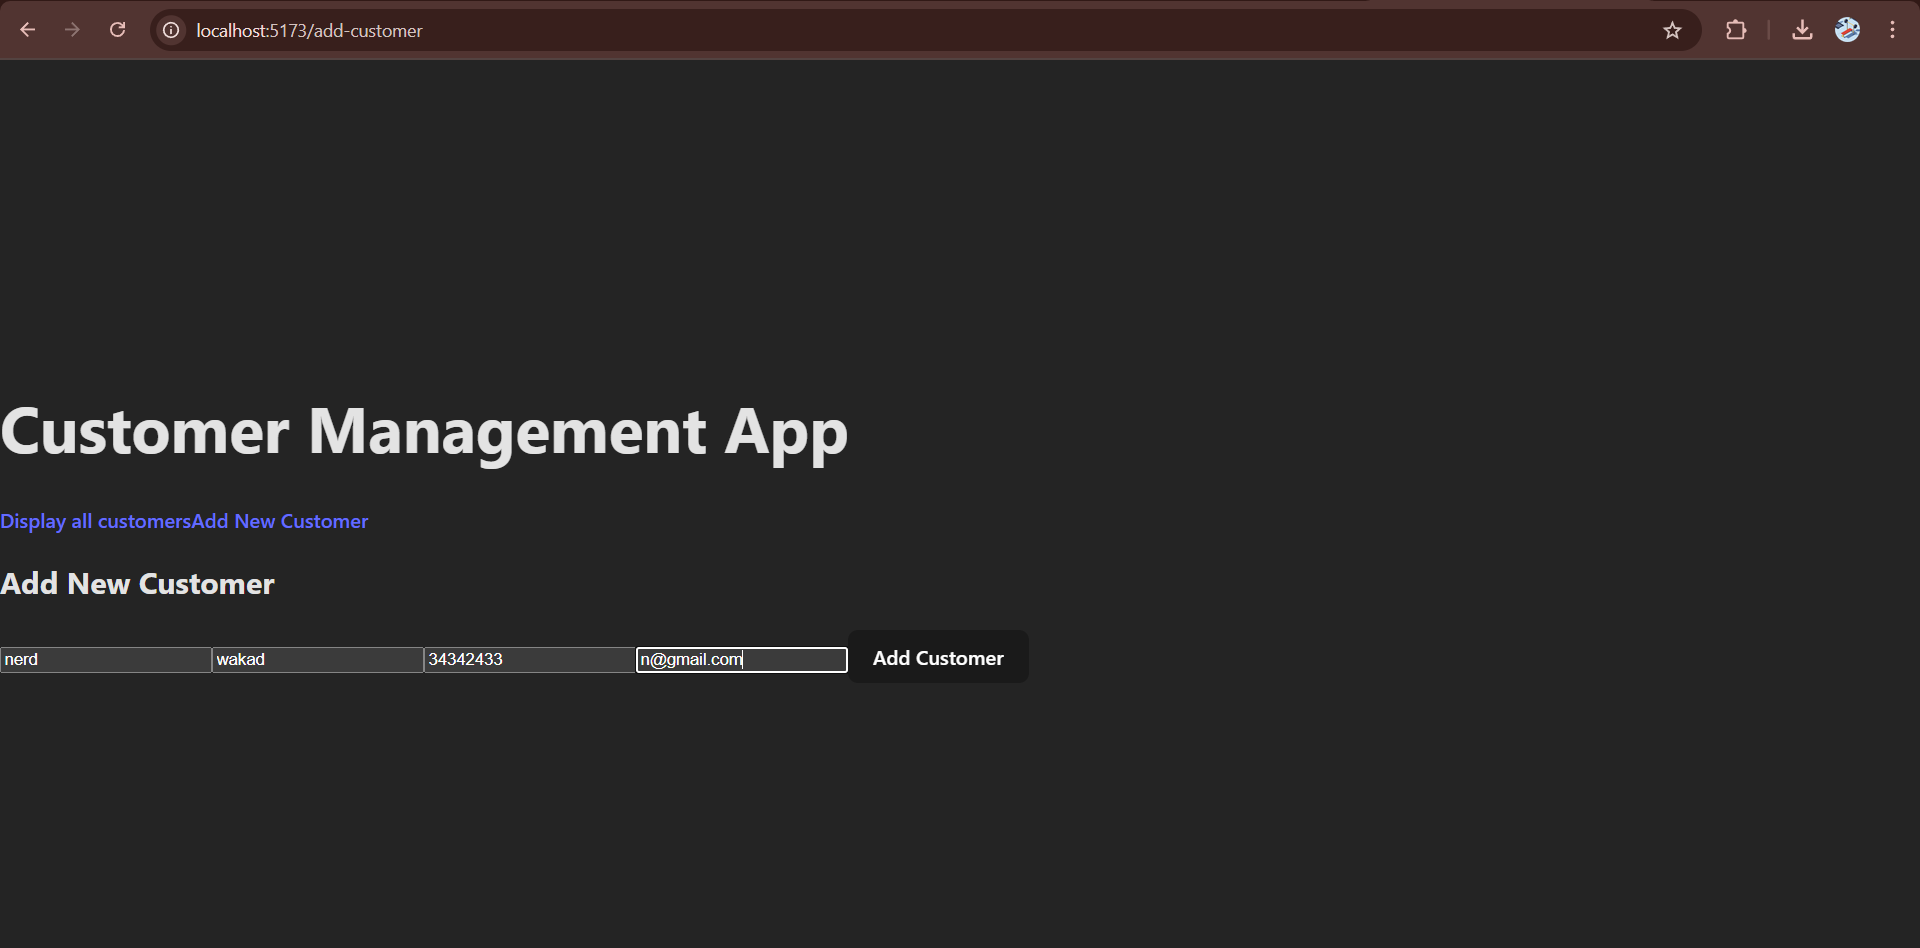 localhost:5173/add-customer
Customer Management App
Display all customersAdd New Customer
Add New Customer
nerd wakad 34342433 n@gmail.com Add Customer